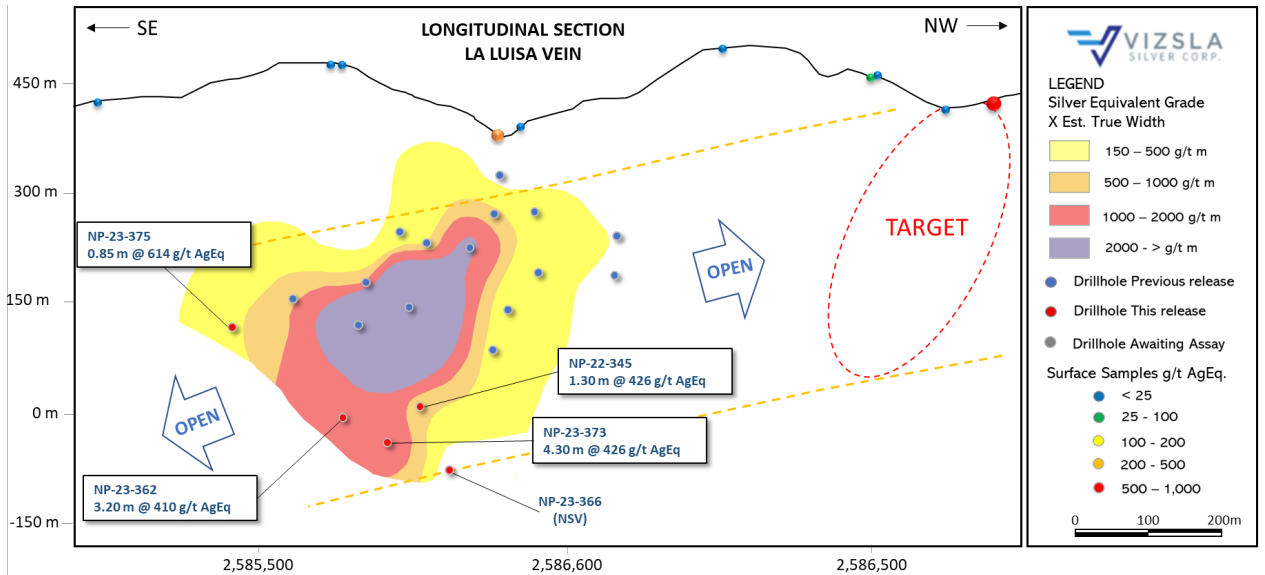 SE
LONGITUDINAL SECTION
LA LUISA VEIN
NW
450 m
300 m
150 m
0 m
-150 m
NP-23-375
0.85 m @ 614 g/t AgEq
OPEN
TARGET
NP-22-345
1.30 m @ 426 g/t AgEq
OPEN
NP-23-373
4.30 m @ 426 g/t AgEq
NP-23-362
3.20 m @ 410 g/t AgEq
NP-23-366
(NSV)
2,585,500
2,586,600
2,586,500
VIZSLA
SILVER CORP.
LEGEND
Silver Equivalent Grade
X Est. True Width
150 – 500 g/t m
500 – 1000 g/t m
1000 – 2000 g/t m
2000 - > g/t m
Drillhole Previous release
Drillhole This release
Drillhole Awaiting Assay
Surface Samples g/t AgEq.
< 25
25 - 100
100 - 200
200 - 500
500 – 1,000
0 100 200m